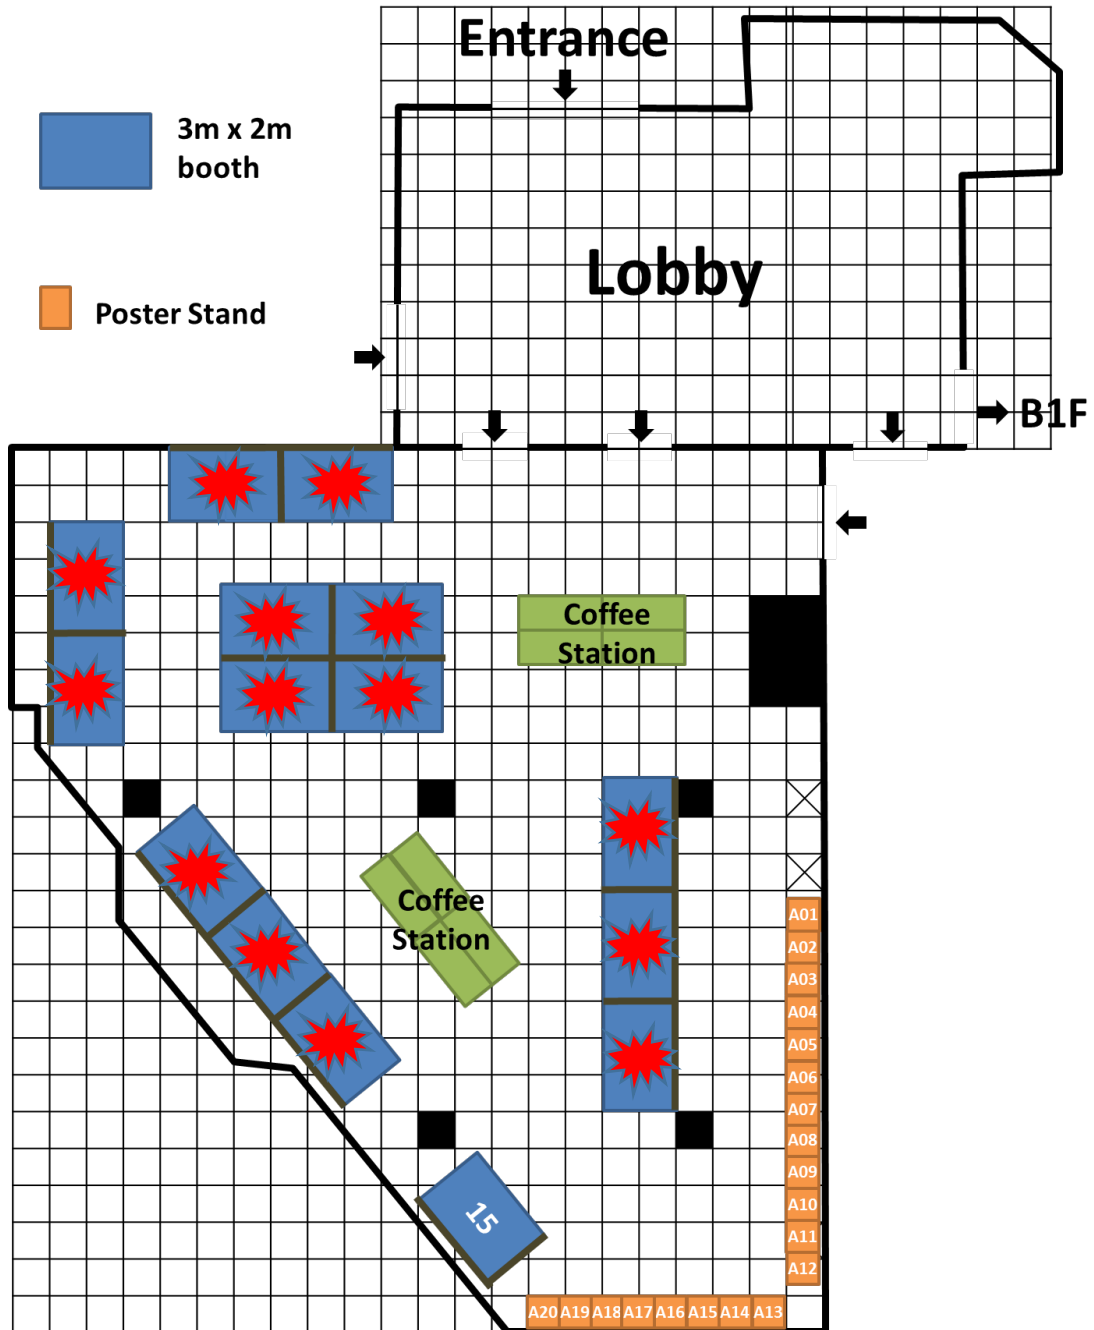 Entrance
3m x 2m
booth
Lobby
Poster Stand
B1F
Coffee
Station
Coffee
Station
A01
A02
A03
A04
A05
A06
A07
A08
A09
A10
A11
A12
15
A20 A19 A18 A17 A16 A15 A14 A13